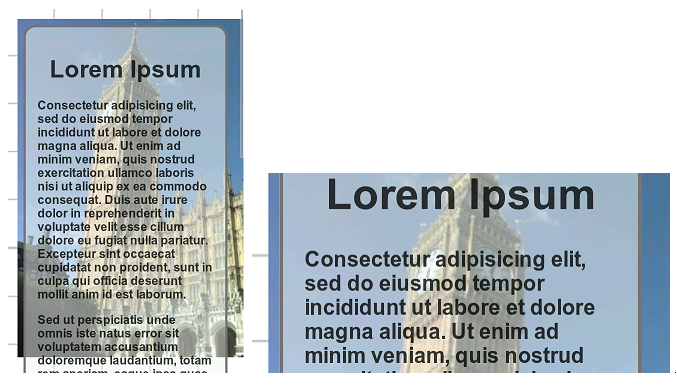 Lorem Ipsum
Consectetur adipisicing elit,
sed do eiusmod tempor
incididunt ut labore et dolore
magna aliqua. Ut enim ad
minim veniam, quis nostrud
exercitation ullamco laboris
nisi ut aliquip ex ea commodo
consequat. Duis aute irure
dolor in reprehenderit in
voluptate velit esse cillum
dolore eu fugiat nulla pariatur.
Excepteur sint occaecat
cupidatat non proident, sunt in
culpa qui officia deserunt
mollit anim id est laborum.
Sed ut perspiciatis unde
omnis iste natus error sit
voluptatem accusantium
doloremque laudantium, totam
Lorem Ipsum
Consectetur adipisicing elit,
sed do eiusmod tempor
incididunt ut labore et dolore
magna aliqua. Ut enim ad
minim veniam, quis nostrud